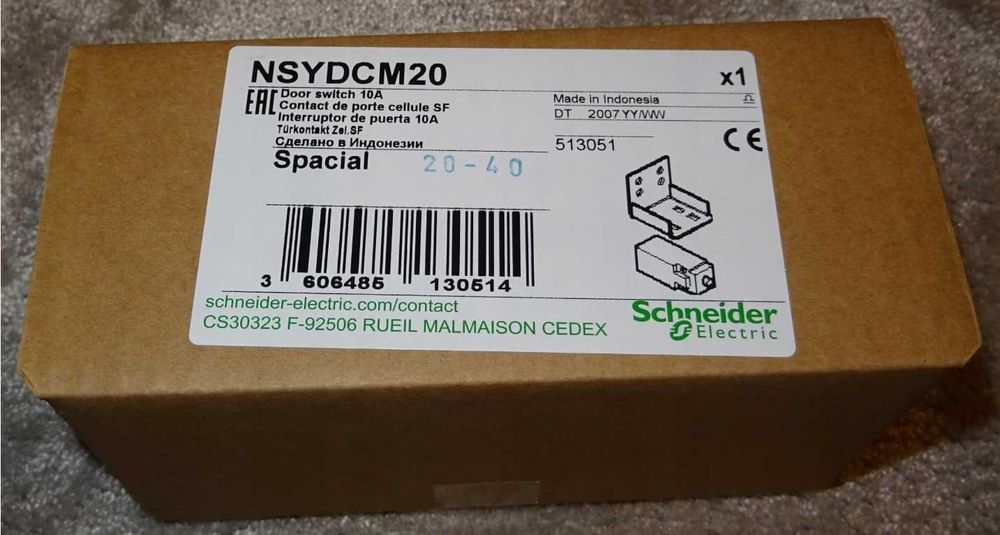 NSYDCM20
x1
EAC
Door switch 10A
Contact de porte cellule SF
Interruptor de puerta 10A
Türkontakt Zel.SF
Сделано в Индонезии
Spacial
20-40
Made in Indonesia
DT 2007 YY/WW
513051
CE
3 606485 130514
schneider-electric.com/contact
CS30323 F-92506 RUEIL MALMAISON CEDEX
Schneider
Electric